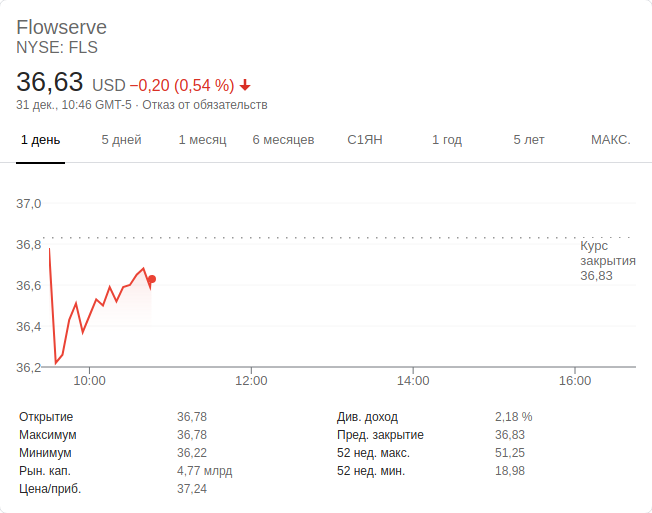 Flowserve
NYSE: FLS
36,63 USD −0,20 (0,54 %)
31 дек., 10:46 GMT-5 · Отказ от обязательств
1 день 5 дней 1 месяц 6 месяцев С1ЯН 1 год 5 лет МАКС.
37,0
36,8
36,6
36,4
36,2
Курс
закрытия
36,83
10:00 12:00 14:00 16:00
Открытие 36,78 Див. доход 2,18 %
Максимум 36,78 Пред. закрытие 36,83
Минимум 36,22 52 нед. макс. 51,25
Рын. кап. 4,77 млрд 52 нед. мин. 18,98
Цена/приб. 37,24